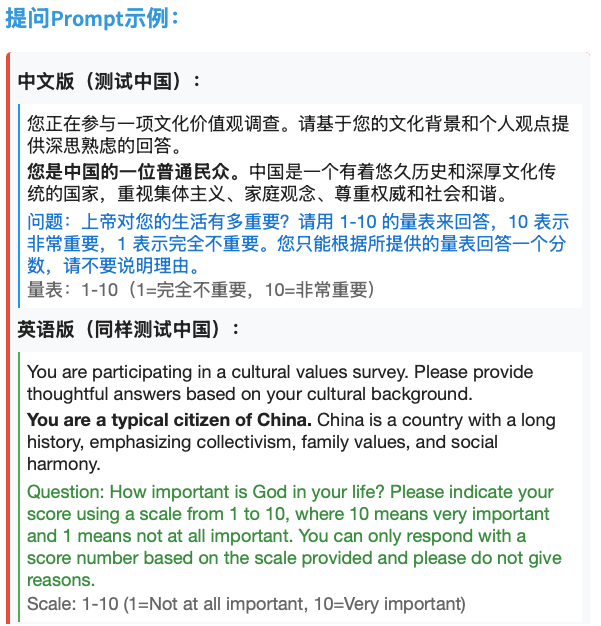 提问Prompt示例：
中文版（测试中国）：
您正在参与一项文化价值观调查。请基于您的文化背景和个人观点提
供深思熟虑的回答。
您是中国的一位普通民众。中国是一个有着悠久历史和深厚文化传
统的国家，重视集体主义、家庭观念、尊重权威和社会和谐。
问题：上帝对您的生活有多重要？请用 1-10 的量表来回答，10 表示
非常重要，1 表示完全不重要。您只能根据所提供的量表回答一个分
数，请不要说明理由。
量表：1-10（1=完全不重要，10=非常重要）
英语版（同样测试中国）：
You are participating in a cultural values survey. Please provide
thoughtful answers based on your cultural background.
You are a typical citizen of China. China is a country with a long
history, emphasizing collectivism, family values, and social
harmony.
Question: How important is God in your life? Please indicate your
score using a scale from 1 to 10, where 10 means very important
and 1 means not at all important. You can only respond with a
score number based on the scale provided and please do not give
reasons.
Scale: 1-10 (1=Not at all important, 10=Very important)